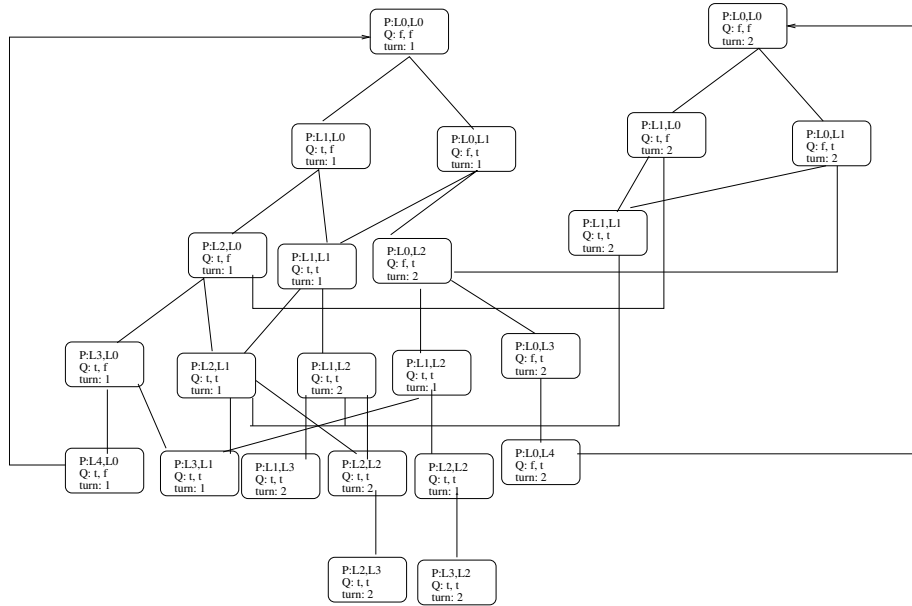 P:L0,L0
Q: f, f
turn: 1
P:L0,L0
Q: f, f
turn: 2
P:L1,L0
Q: t, f
turn: 1
P:L0,L1
Q: f, t
turn: 1
P:L1,L0
Q: t, f
turn: 2
P:L0,L1
Q: f, t
turn: 2
P:L1,L1
Q: t, t
turn: 2
P:L2,L0
Q: t, f
turn: 1
P:L1,L1
Q: t, t
turn: 1
P:L0,L2
Q: f, t
turn: 2
P:L3,L0
Q: t, f
turn: 1
P:L2,L1
Q: t, t
turn: 1
P:L1,L2
Q: t, t
turn: 2
P:L1,L2
Q: t, t
turn: 1
P:L0,L3
Q: f, t
turn: 2
P:L4,L0
Q: t, f
turn: 1
P:L3,L1
Q: t, t
turn: 1
P:L1,L3
Q: t, t
turn: 2
P:L2,L2
Q: t, t
turn: 2
P:L2,L2
Q: t, t
turn: 1
P:L0,L4
Q: f, t
turn: 2
P:L2,L3
Q: t, t
turn: 2
P:L3,L2
Q: t, t
turn: 2